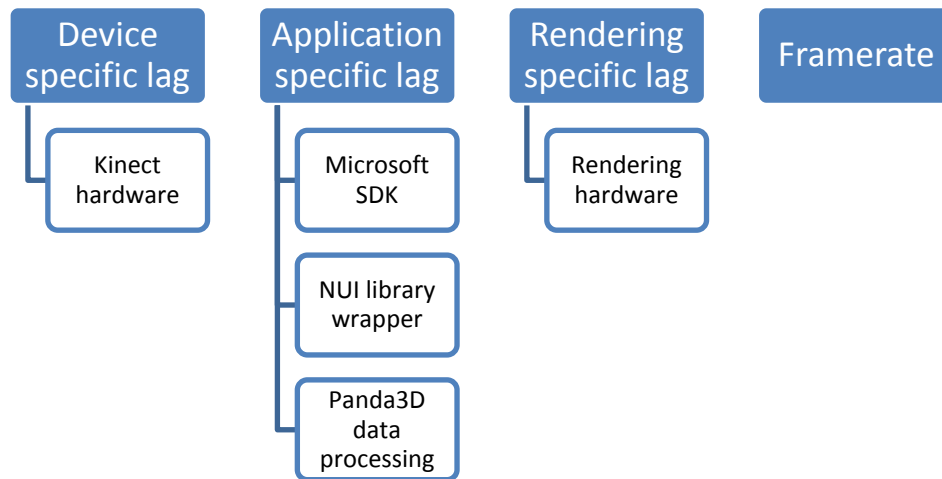 Device
specific lag
Kinect
hardware
Application
specific lag
Microsoft
SDK
NUI library
wrapper
Panda3D
data
processing
Rendering
specific lag
Rendering
hardware
Framerate